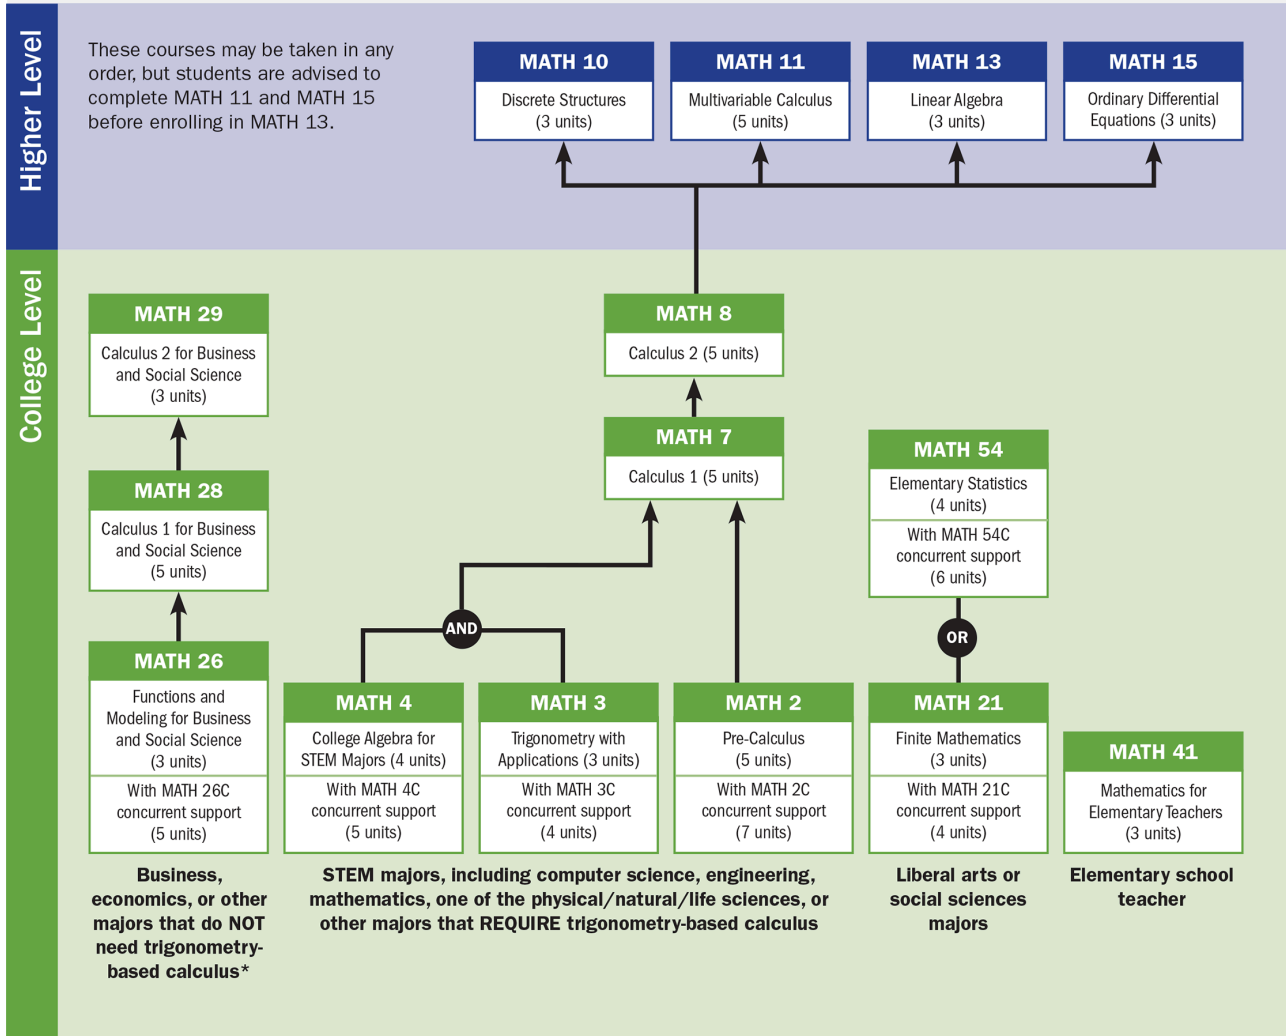 Higher Level
These courses may be taken in any
order, but students are advised to
complete MATH 11 and MATH 15
before enrolling in MATH 13.
MATH 10
Discrete Structures
(3 units)
MATH 11
Multivariable Calculus
(5 units)
MATH 13
Linear Algebra
(3 units)
MATH 15
Ordinary Differential
Equations (3 units)
College Level
MATH 29
Calculus 2 for Business
and Social Science
(3 units)
MATH 28
Calculus 1 for Business
and Social Science
(5 units)
MATH 26
Functions and
Modeling for Business
and Social Science
(3 units)
With MATH 26C
concurrent support
(5 units)
Business,
economics, or other
majors that do NOT
need trigonometry-
based calculus*
MATH 8
Calculus 2 (5 units)
MATH 7
Calculus 1 (5 units)
AND
MATH 4
College Algebra for
STEM Majors (4 units)
With MATH 4C
concurrent support
(5 units)
MATH 3
Trigonometry with
Applications (3 units)
With MATH 3C
concurrent support
(4 units)
MATH 2
Pre-Calculus
(5 units)
With MATH 2C
concurrent support
(7 units)
STEM majors, including computer science, engineering,
mathematics, one of the physical/natural/life sciences, or
other majors that REQUIRE trigonometry-based calculus
MATH 54
Elementary Statistics
(4 units)
With MATH 54C
concurrent support
(6 units)
OR
MATH 21
Finite Mathematics
(3 units)
With MATH 21C
concurrent support
(4 units)
Liberal arts or
social sciences
majors
MATH 41
Mathematics for
Elementary Teachers
(3 units)
Elementary school
teacher